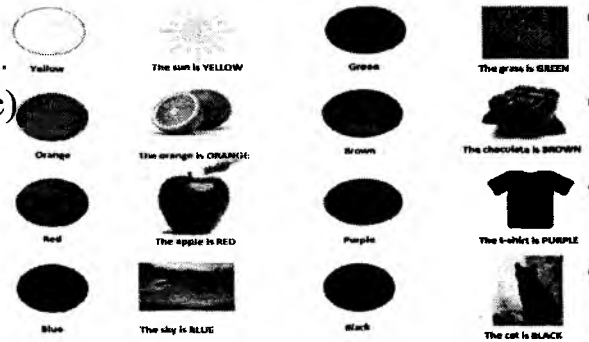 Yellow The sun is YELLOW Green The grass is GREEN
e)
Orange The orange is ORANGE Brown The chocolate is BROWN
Red The apple is RED Purple The t-shirt is PURPLE
Blue The sky is BLUE Black The cat is BLACK